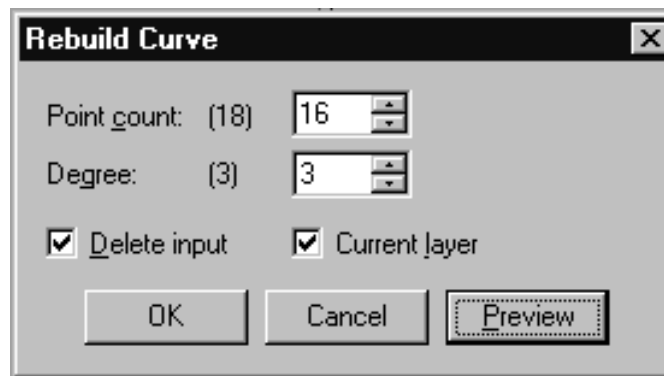 Rebuild Curve
Point count: (18) 16
Degree: (3) 3
Delete input Current layer
OK Cancel Preview